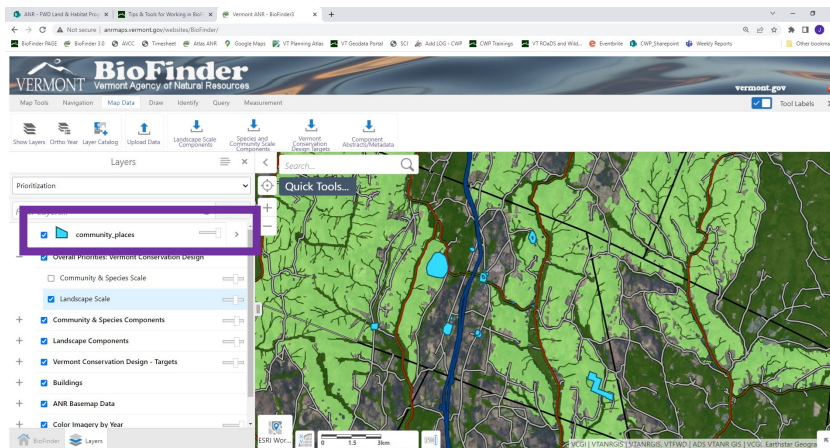 ANR - FWD Land & Habitat Prog
Tips & Tools for Working in BioF
Vermont ANR - BioFinder3
Not secure | anrmaps.vermont.gov/websites/BioFinder/
BioFinder PAGE BioFinder 3.0 AVCC Timesheet Atlas ANR Google Maps VT Planning Atlas VT Geodata Portal SCI Add LOG - CWP CWP Trainings VT ROaDS and Wild... Eventbrite CWP_Sharepoint Weekly Reports Other bookma
VERMONT BioFinder
Vermont Agency of Natural Resources
vermont.gov
Map Tools Navigation Map Data Draw Identify Query Measurement Tool Labels
Show Layers Ortho Year Layer Catalog Upload Data
Landscape Scale Components
Species and Community Scale Components
Vermont Conservation Design Targets
Component Abstracts/Metadata
Layers
Search...
Prioritization
Quick Tools...
community_places
Overall Priorities: Vermont Conservation Design
Community & Species Scale
Landscape Scale
Community & Species Components
Landscape Components
Vermont Conservation Design - Targets
Buildings
ANR Basemap Data
Color Imagery by Year
BioFinder Layers
ESRI Wor...
0 1.5 3km
VCGI | VTANRGIS | VTANRGIS, VTFWD | ADS VTANR GIS | VCGI, Earthstar Geogra